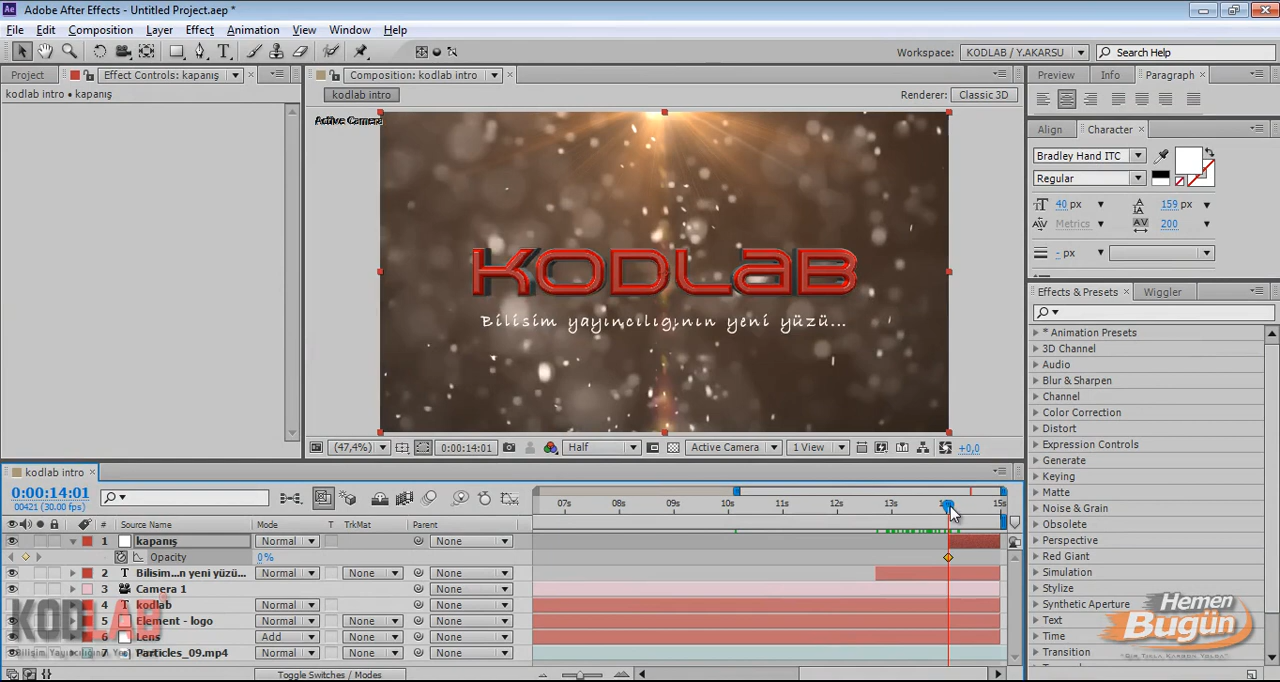 Adobe After Effects - Untitled Project.aep *
File Edit Composition Layer Effect Animation View Window Help
Workspace: KODLAB / Y.AKARSU Search Help
Project Effect Controls: kapanış Composition: kodlab intro Preview Info Paragraph
kodlab intro • kapanış kodlab intro Renderer: Classic 3D
Active Camera
Align Character
Bradley Hand ITC
Regular
40 px 159 px
Metrics 200
- px
KODLAB
Bilisim yayıncılıgının yeni yüzü...
Effects & Presets Wiggler
* Animation Presets
3D Channel
Audio
Blur & Sharpen
Channel
Color Correction
Distort
Expression Controls
Generate
Keying
Matte
Noise & Grain
Obsolete
Perspective
Red Giant
Simulation
Stylize
Synthetic Aperture
Text
Time
Transition
(47,4%) 0:00:14:01 Half Active Camera 1 View +0,0
kodlab intro
0:00:14:01
00421 (30.00 fps)
07s 08s 09s 10s 11s 12s 13s 15s
# Source Name Mode T TrkMat Parent
1 kapanış Normal None
Opacity 0%
2 Bilisim...n yeni yüzü... Normal None None
3 Camera 1 None
4 kodlab Normal None
5 Element - logo Normal None None
6 Lens Add None None
7 Particles_09.mp4 Normal None None
Toggle Switches / Modes
KODLAB
Bilişim Yayıncılığının Yeni Yüzü
Hemen
Bugün